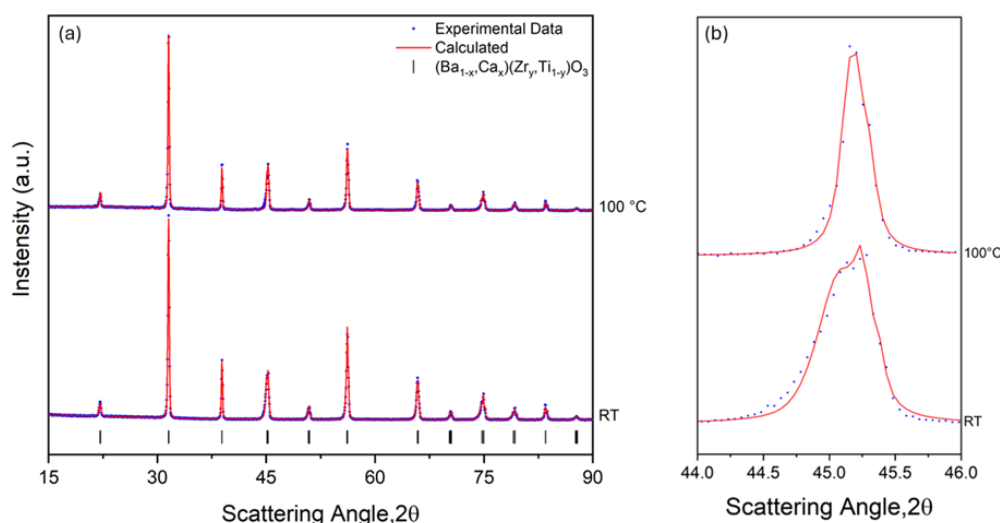 (a)
Experimental Data
Calculated
(Ba1-x,Cax)(Zry,Ti1-y)O3
Instensity (a.u.)
100 °C
RT
15 30 45 60 75 90
Scattering Angle,2θ
(b)
100°C
RT
44.0 44.5 45.0 45.5 46.0
Scattering Angle,2θ